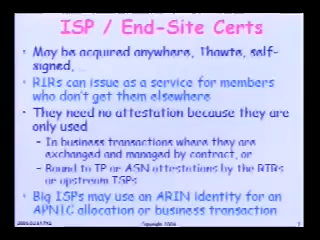 ISP / End-Site Certs
• May be acquired anywhere, Thawte, self-
signed, ...
• RIRs can issue as a service for members
who don't get them elsewhere
• They need no attestation because they are
only used
– In business transactions where they are
exchanged and managed by contract, or
– Bound to IP or ASN attestations by the RIRs
or upstream ISPs
• Big ISPs may use an ARIN identity for an
APNIC allocation or business transaction
Copyright 2006